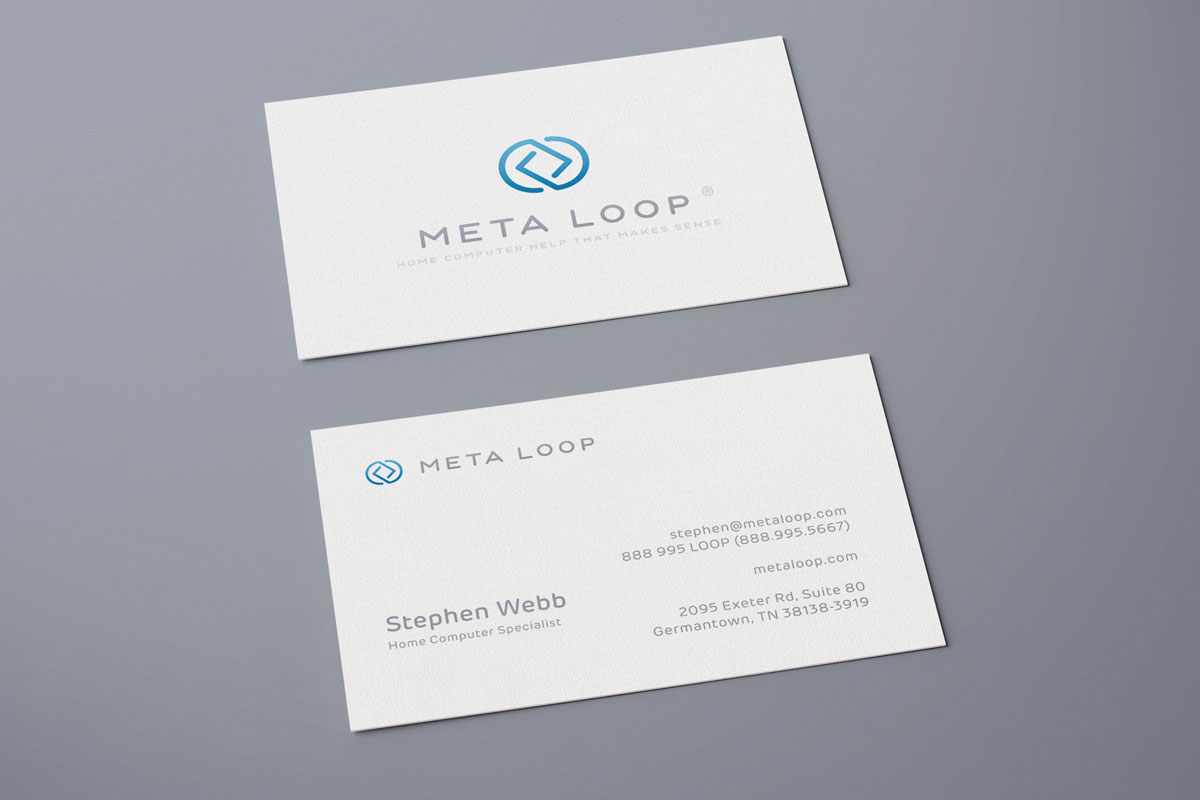 META LOOP ®
HOME COMPUTER HELP THAT MAKES SENSE
META LOOP
stephen@metaloop.com
888 995 LOOP (888.995.5667)
metaloop.com
Stephen Webb
Home Computer Specialist
2095 Exeter Rd, Suite 80
Germantown, TN 38138-3919